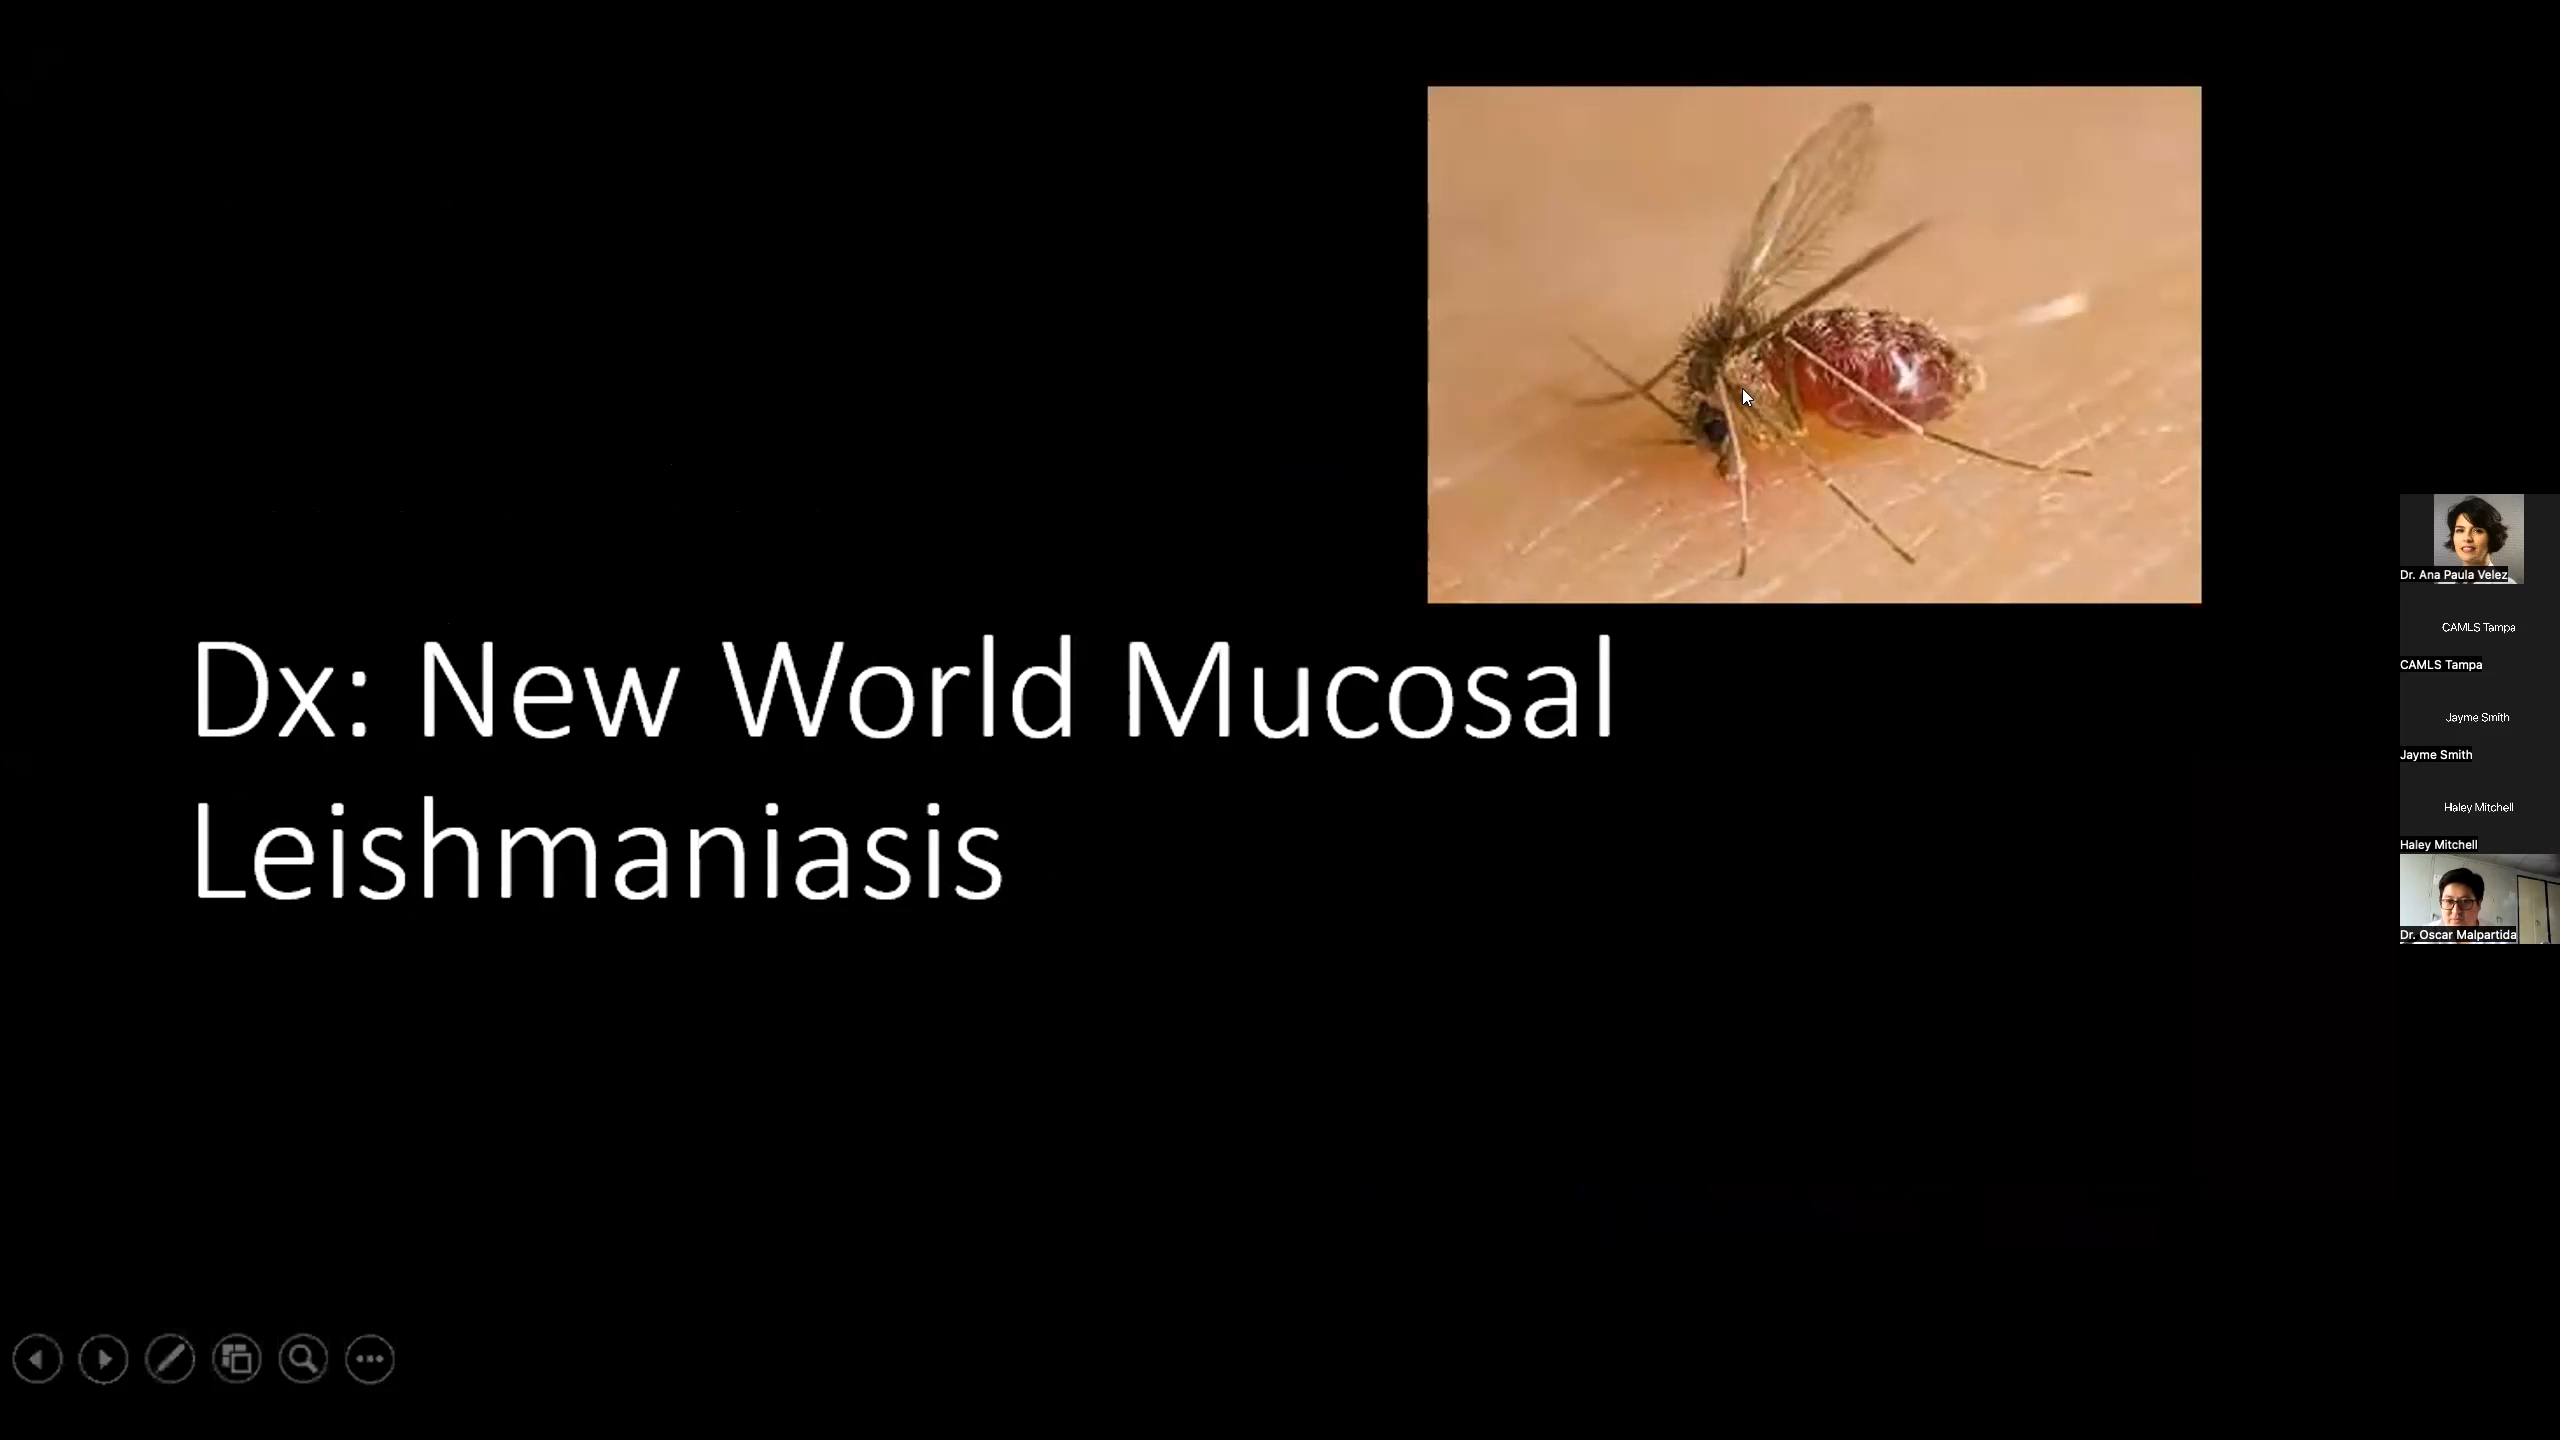 Dx: New World Mucosal
Leishmaniasis
Dr. Ana Paula Velez
CAMLS Tampa
CAMLS Tampa
Jayme Smith
Jayme Smith
Haley Mitchell
Haley Mitchell
Dr. Oscar Malpartida